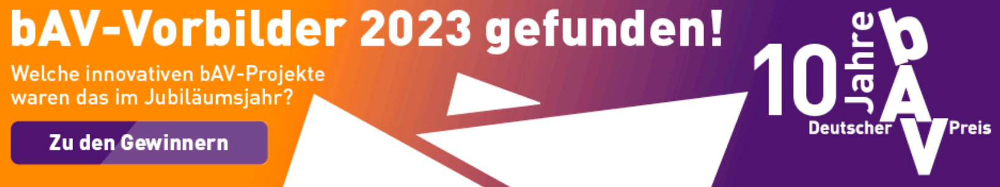 bAV-Vorbilder 2023 gefunden!
Welche innovativen bAV-Projekte
waren das im Jubiläumsjahr?
Zu den Gewinnern
10 Jahre
Deutscher bAV Preis